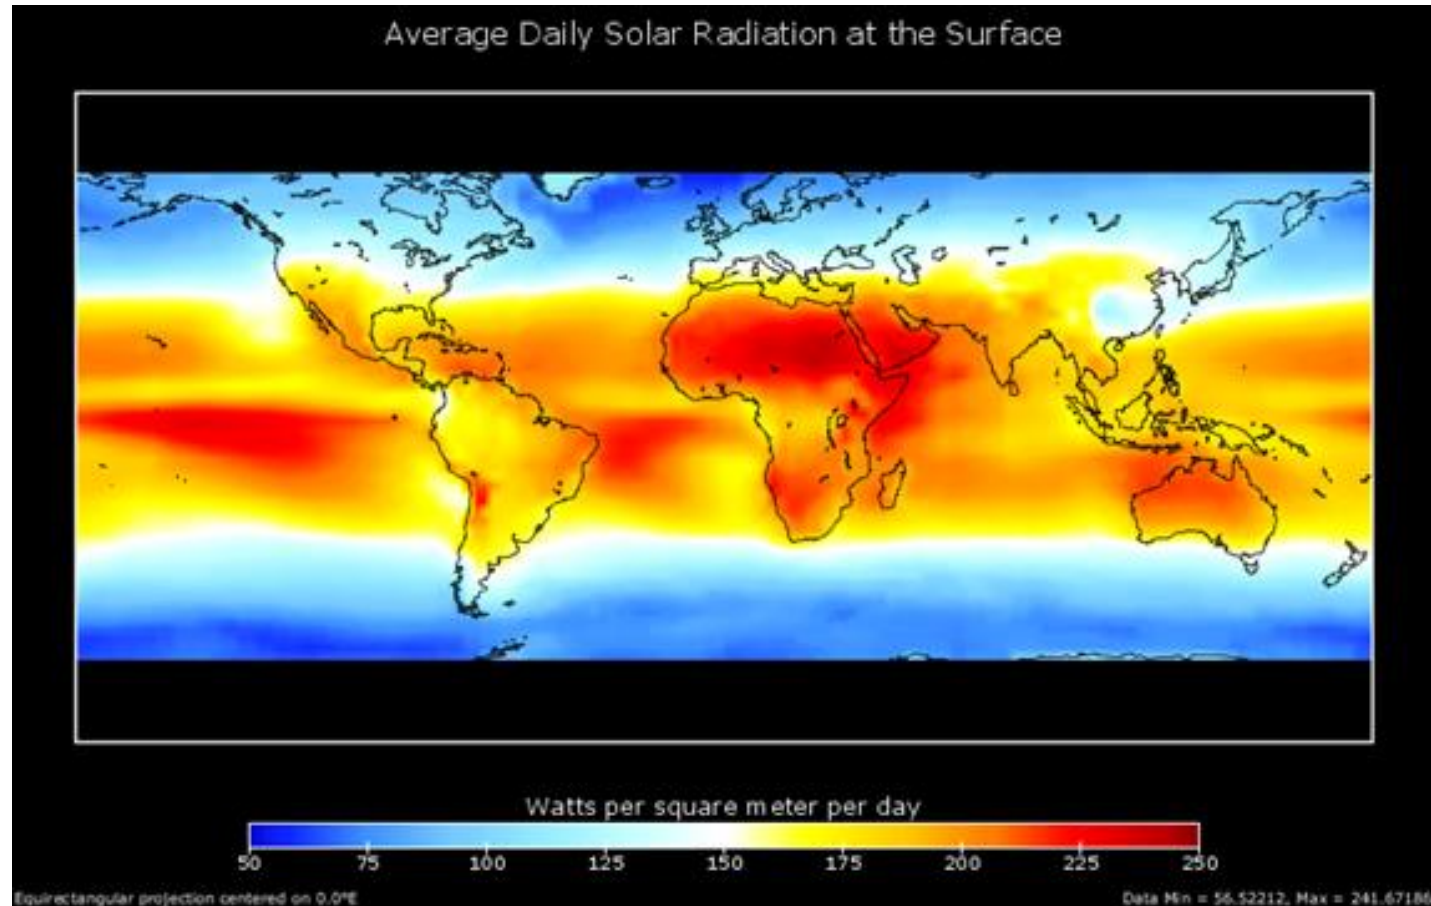 Average Daily Solar Radiation at the Surface
Watts per square meter per day
50 75 100 125 150 175 200 225 250
Equirectangular projection centered on 0.0°E
Data Min = 56.52212, Max = 241.67186